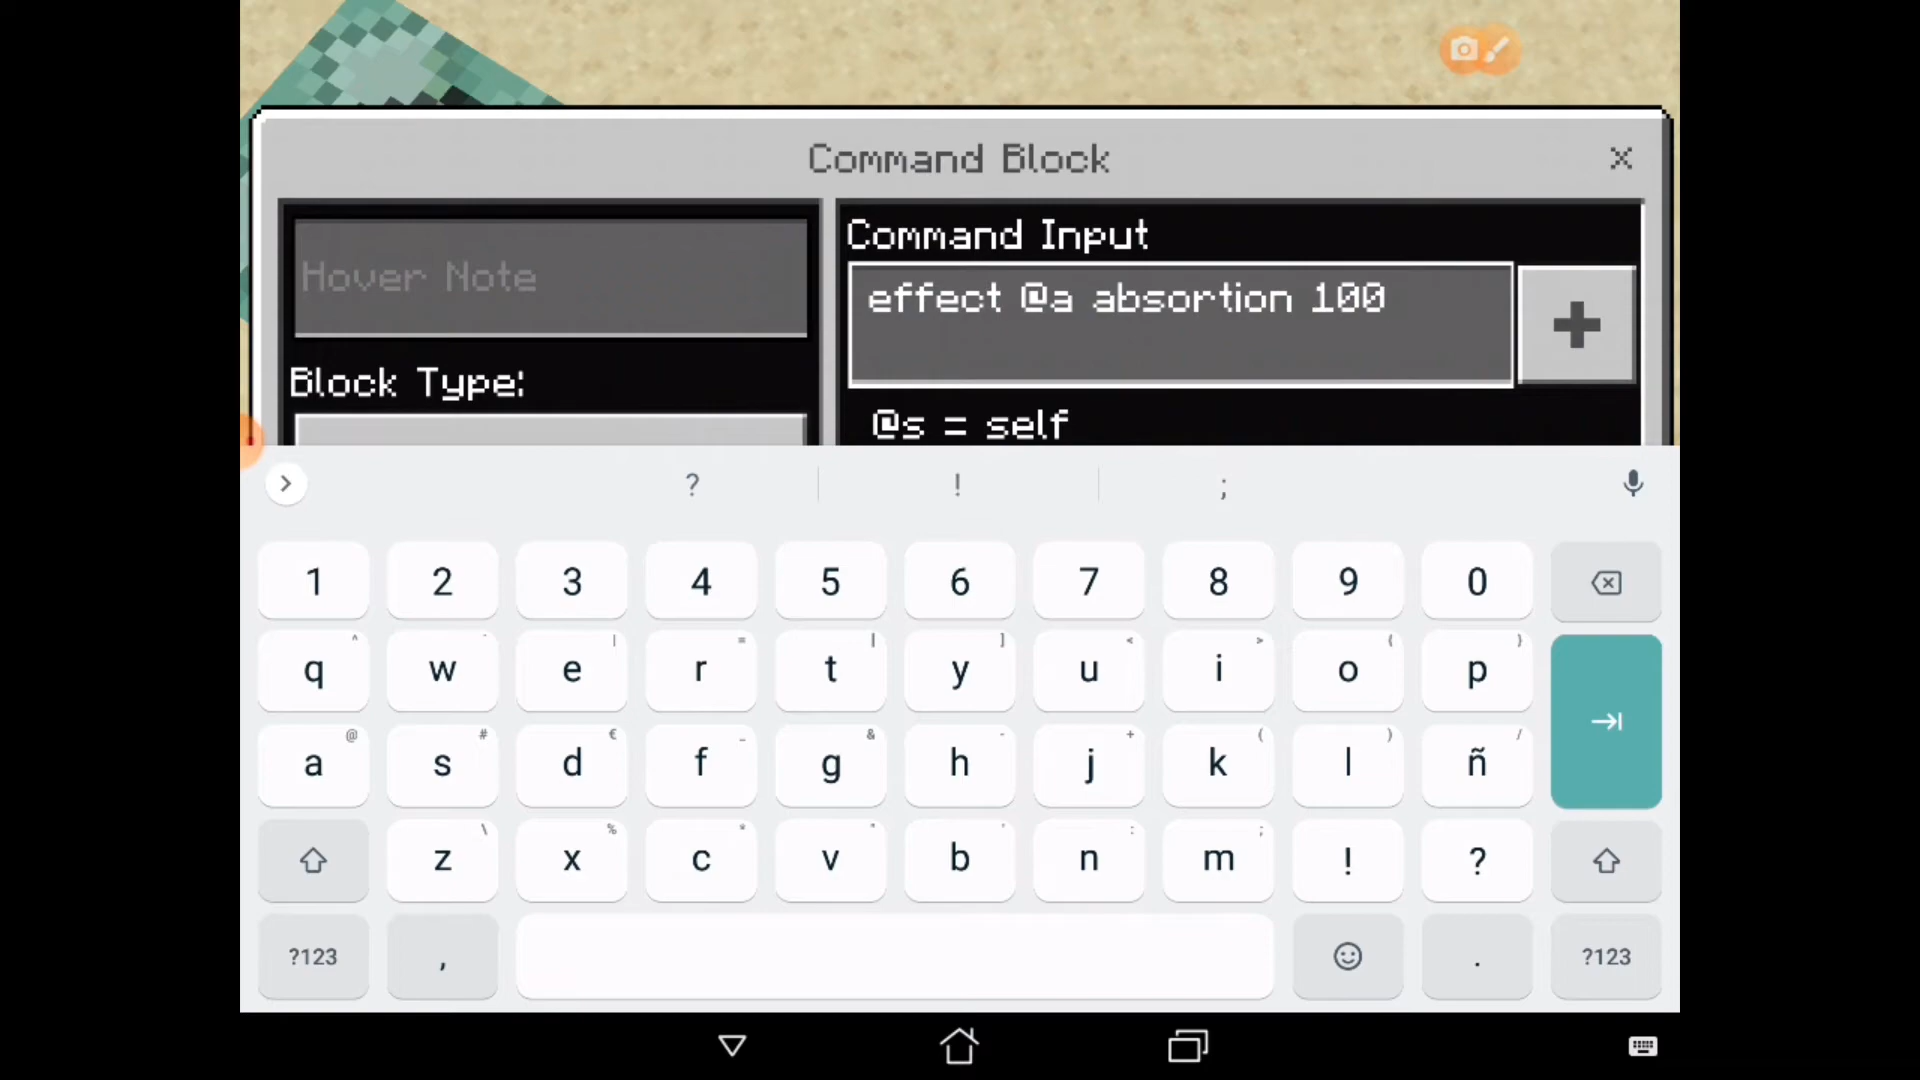 Command Block
Hover Note
Block Type:
Command Input
effect @a absortion 100
@s = self
? ! ;
1 2 3 4 5 6 7 8 9 0
q w e r t y u i o p
a s d f g h j k l ñ
z x c v b n m ! ?
?123 , . ?123